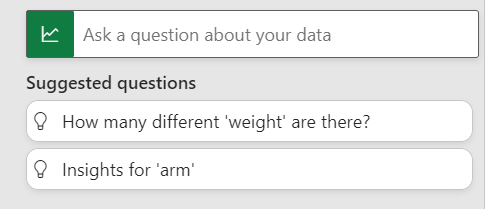 Ask a question about your data
Suggested questions
How many different 'weight' are there?
Insights for 'arm'